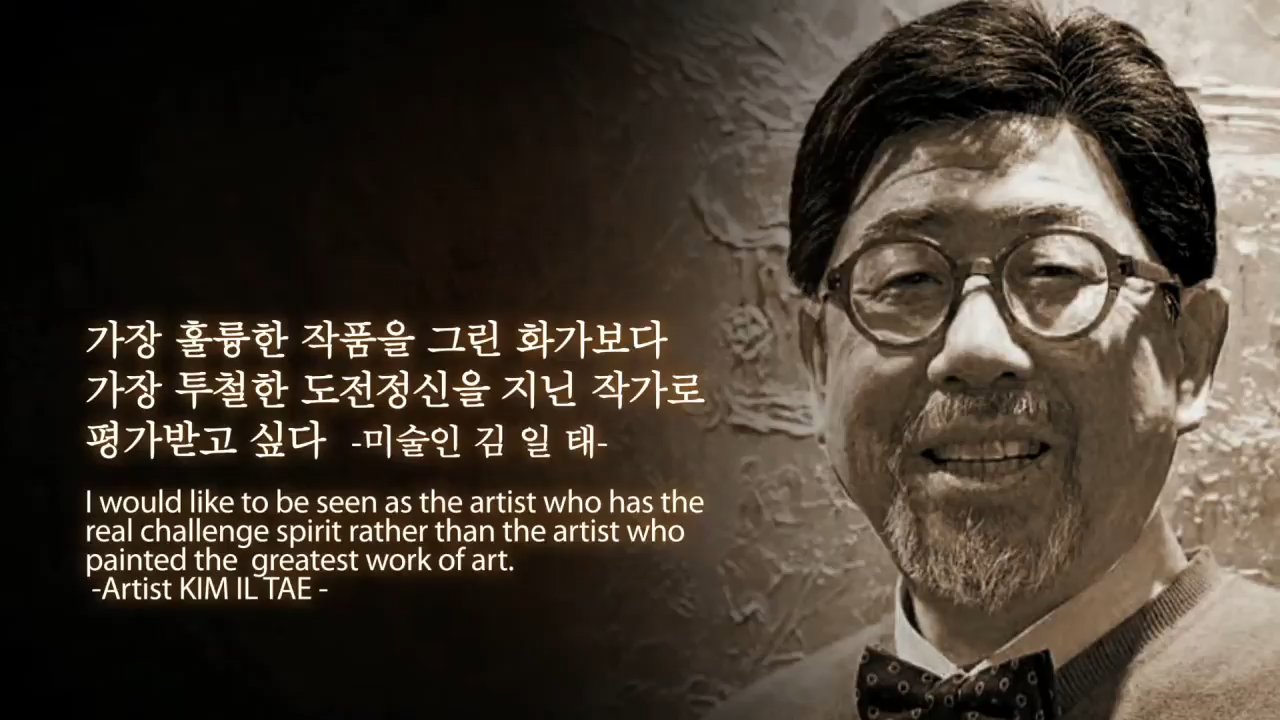 가장 훌륭한 작품을 그린 화가보다
가장 투철한 도전정신을 지닌 작가로
평가받고 싶다 -미술인 김 일 태-
I would like to be seen as the artist who has the
real challenge spirit rather than the artist who
painted the greatest work of art.
-Artist KIM IL TAE -